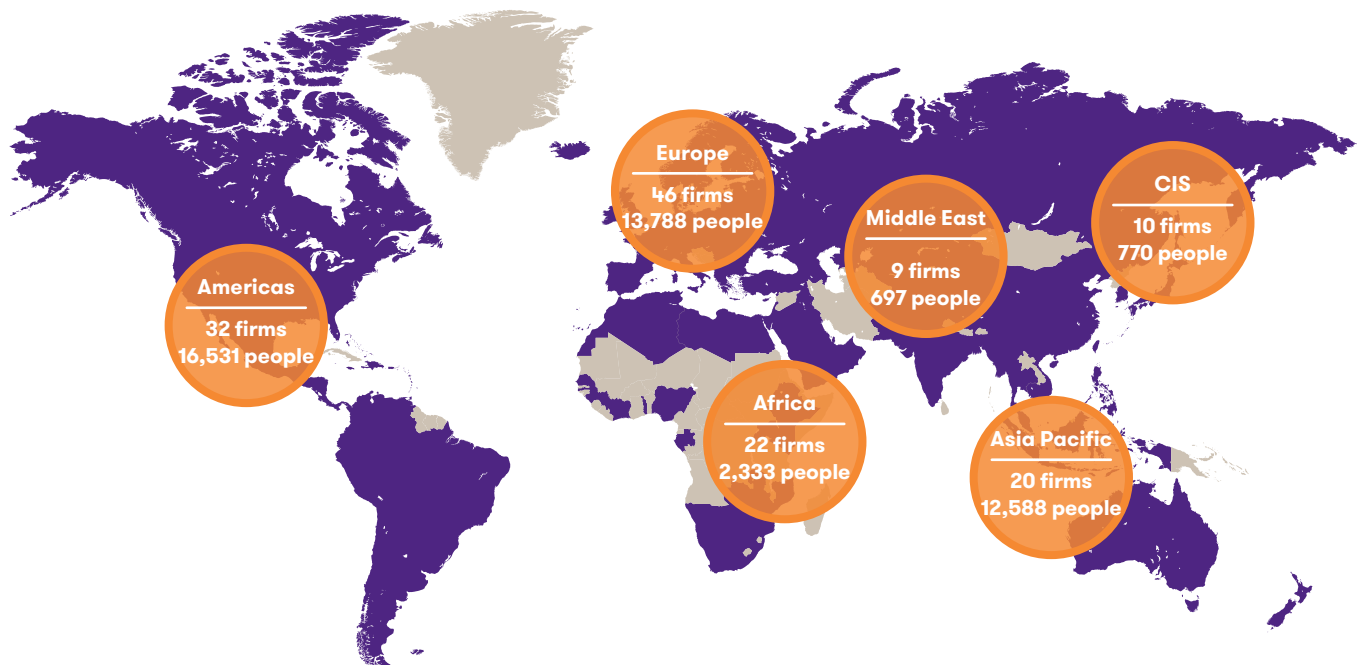 Europe
46 firms
13,788 people
CIS
10 firms
770 people
Middle East
9 firms
697 people
Americas
32 firms
16,531 people
Africa
22 firms
2,333 people
Asia Pacific
20 firms
12,588 people